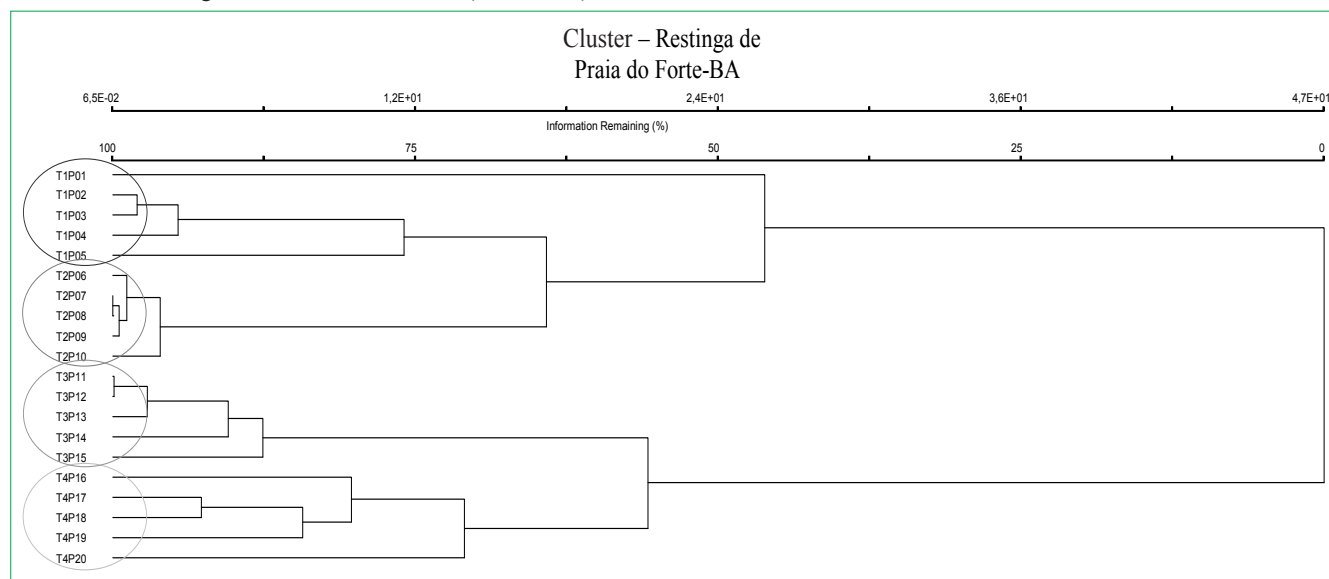 Cluster – Restinga de
Praia do Forte-BA
6,5E-02 1,2E+01 2,4E+01 3,6E+01 4,7E+01
Information Remaining (%)
100 75 50 25 0
T1P01
T1P02
T1P03
T1P04
T1P05
T2P06
T2P07
T2P08
T2P09
T2P10
T3P11
T3P12
T3P13
T3P14
T3P15
T4P16
T4P17
T4P18
T4P19
T4P20